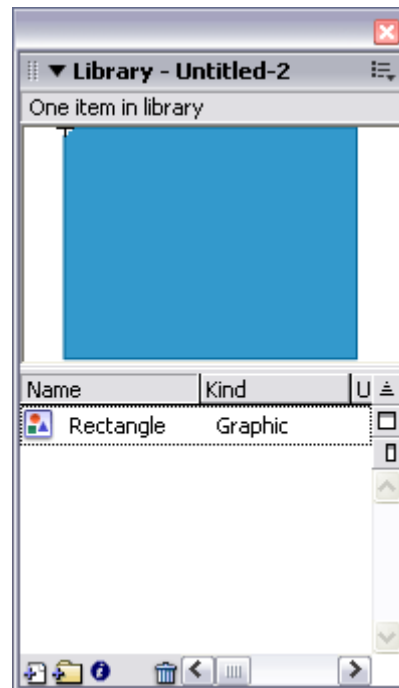 Library - Untitled-2
One item in library
Name Kind U
Rectangle Graphic